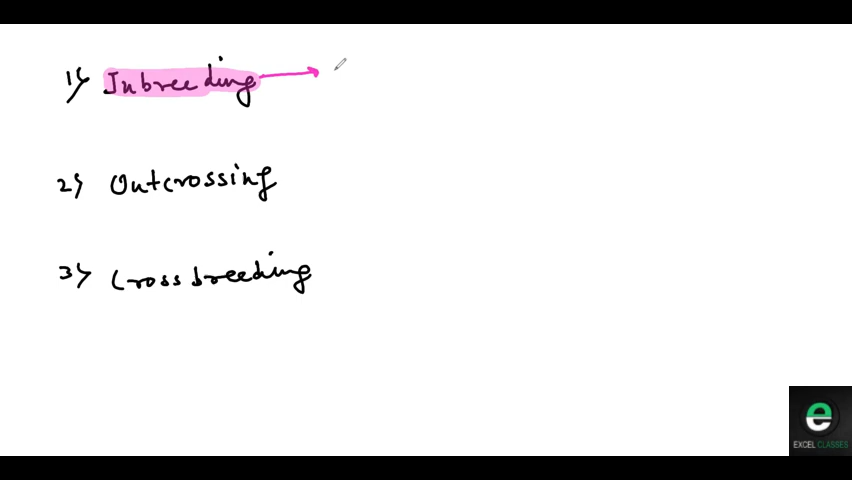 1) Inbreeding →
2) Outcrossing
3) Crossbreeding
e
EXCEL CLASSES